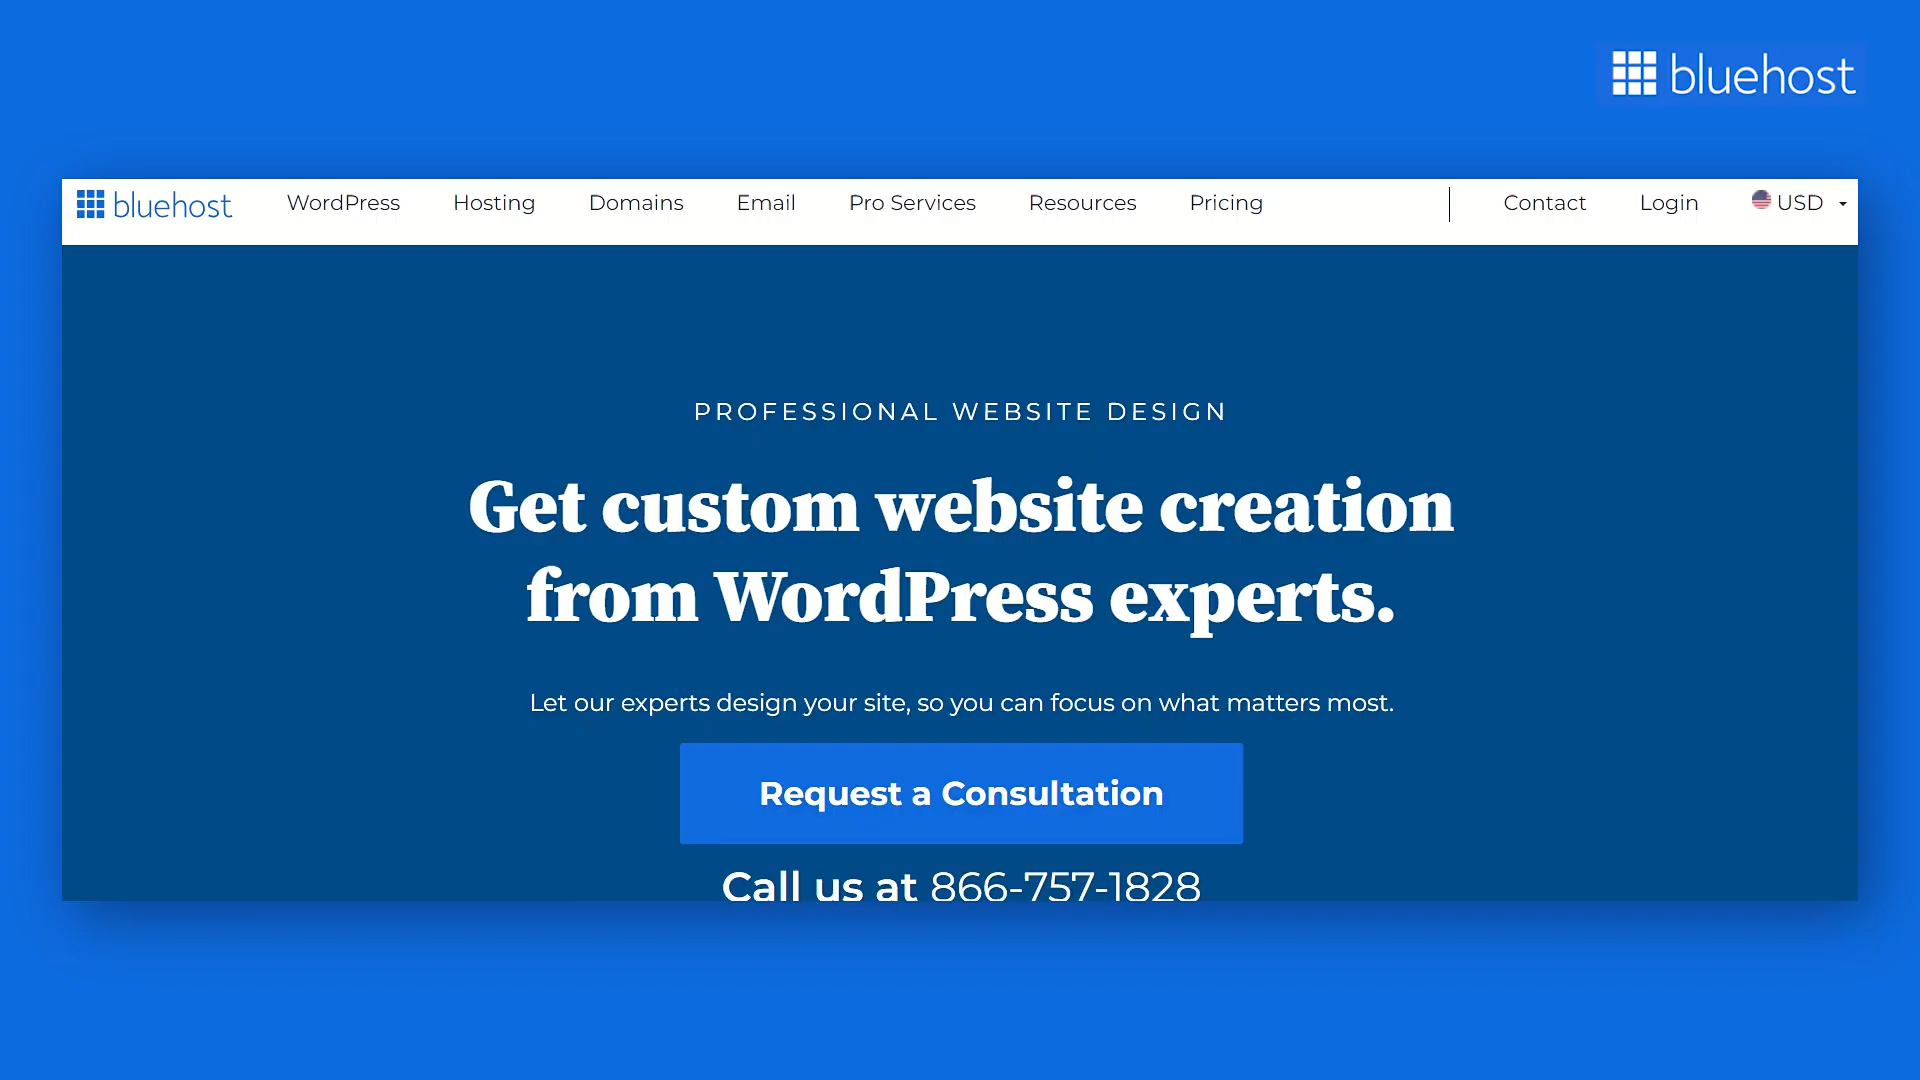 bluehost
bluehost WordPress Hosting Domains Email Pro Services Resources Pricing Contact Login USD
PROFESSIONAL WEBSITE DESIGN
Get custom website creation
from WordPress experts.
Let our experts design your site, so you can focus on what matters most.
Request a Consultation
Call us at 866-757-1828